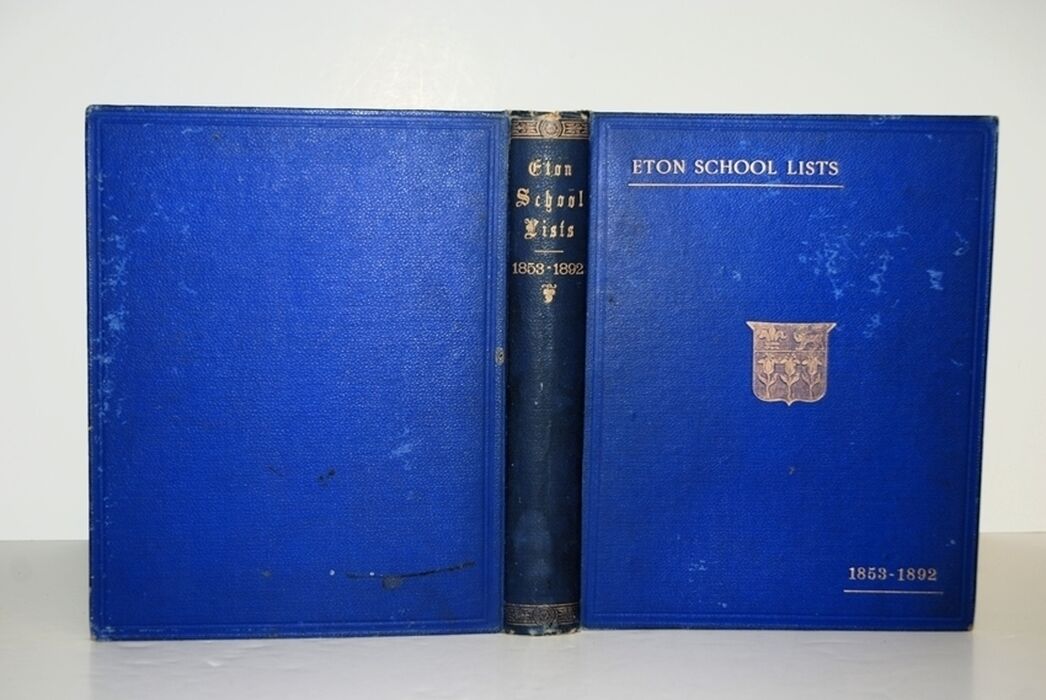 Eton
School
Lists
1853-1892
ETON SCHOOL LISTS
1853-1892